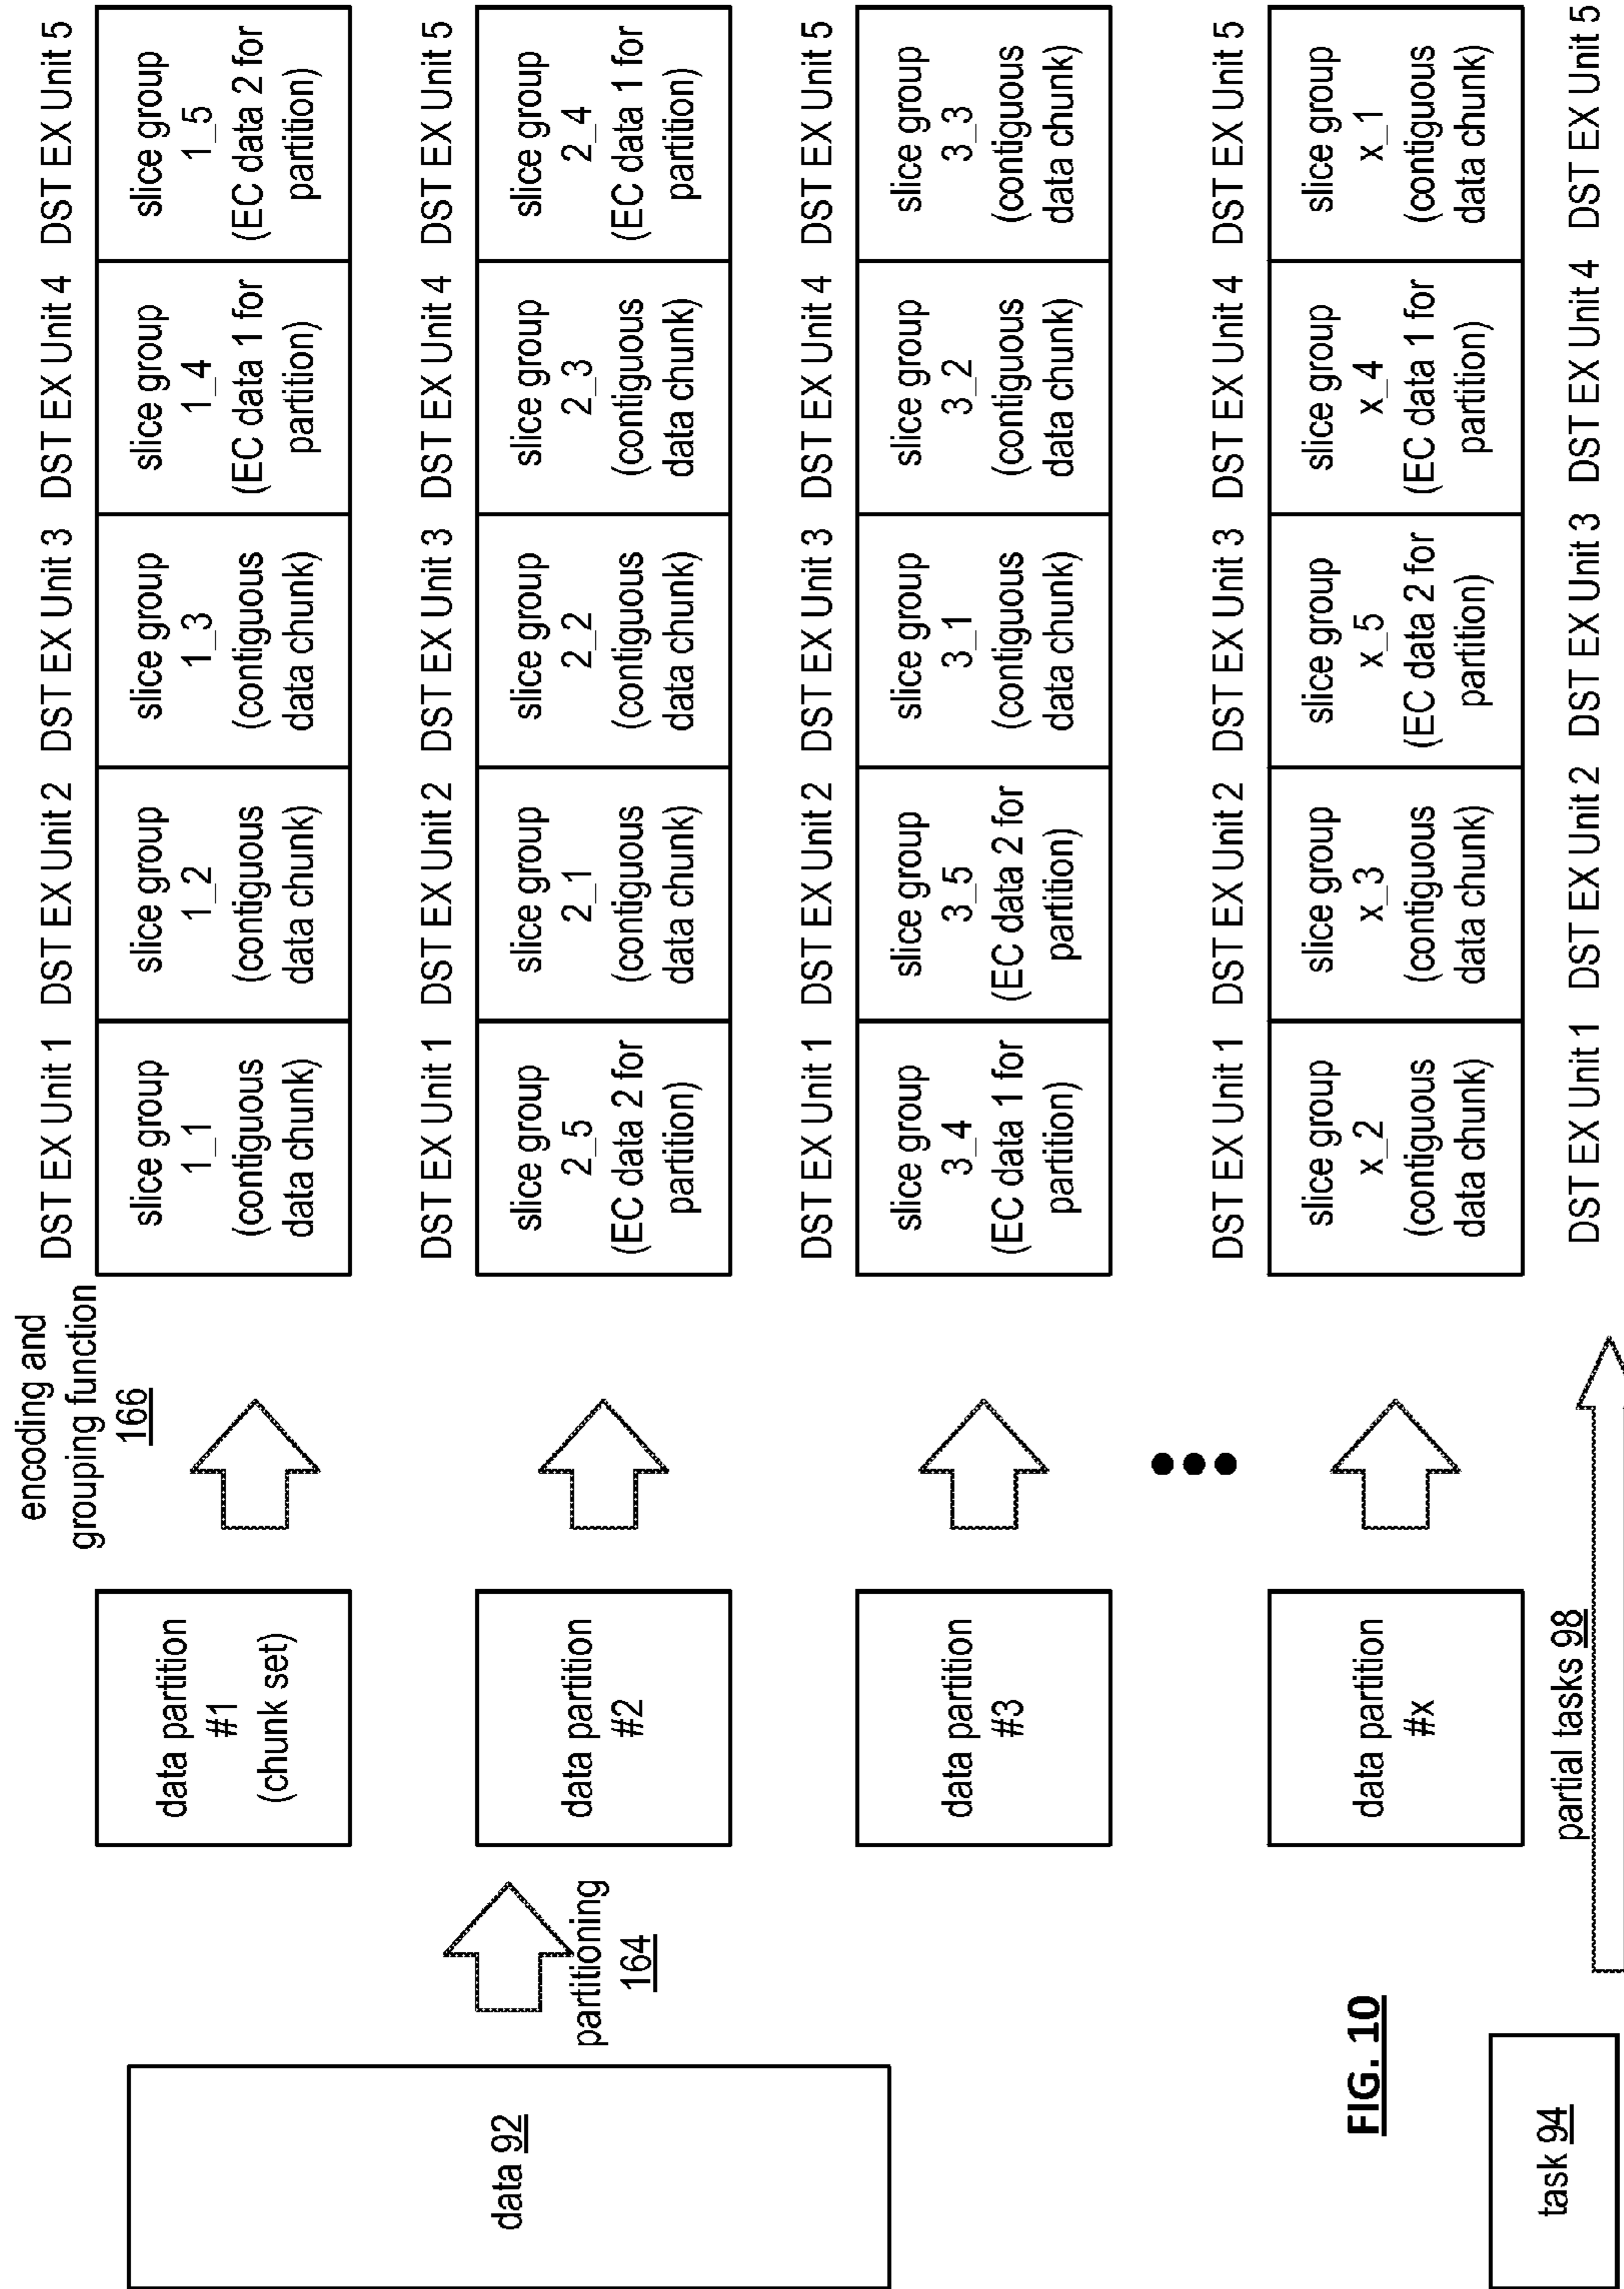 encoding and
grouping function
166
data 92
partitioning
164
data partition
#1
(chunk set)
DST EX Unit 1
DST EX Unit 2
DST EX Unit 3
DST EX Unit 4
DST EX Unit 5
slice group
1_1
(contiguous
data chunk)
slice group
1_2
(contiguous
data chunk)
slice group
1_3
(contiguous
data chunk)
slice group
1_4
(EC data 1 for
partition)
slice group
1_5
(EC data 2 for
partition)
data partition
#2
DST EX Unit 1
DST EX Unit 2
DST EX Unit 3
DST EX Unit 4
DST EX Unit 5
slice group
2_5
(EC data 2 for
partition)
slice group
2_1
(contiguous
data chunk)
slice group
2_2
(contiguous
data chunk)
slice group
2_3
(contiguous
data chunk)
slice group
2_4
(EC data 1 for
partition)
data partition
#3
DST EX Unit 1
DST EX Unit 2
DST EX Unit 3
DST EX Unit 4
DST EX Unit 5
slice group
3_4
(EC data 1 for
partition)
slice group
3_5
(EC data 2 for
partition)
slice group
3_1
(contiguous
data chunk)
slice group
3_2
(contiguous
data chunk)
slice group
3_3
(contiguous
data chunk)
data partition
#x
DST EX Unit 1
DST EX Unit 2
DST EX Unit 3
DST EX Unit 4
DST EX Unit 5
slice group
x_2
(contiguous
data chunk)
slice group
x_3
(contiguous
data chunk)
slice group
x_5
(EC data 2 for
partition)
slice group
x_4
(EC data 1 for
partition)
slice group
x_1
(contiguous
data chunk)
FIG. 10
task 94
partial tasks 98
DST EX Unit 1
DST EX Unit 2
DST EX Unit 3
DST EX Unit 4
DST EX Unit 5